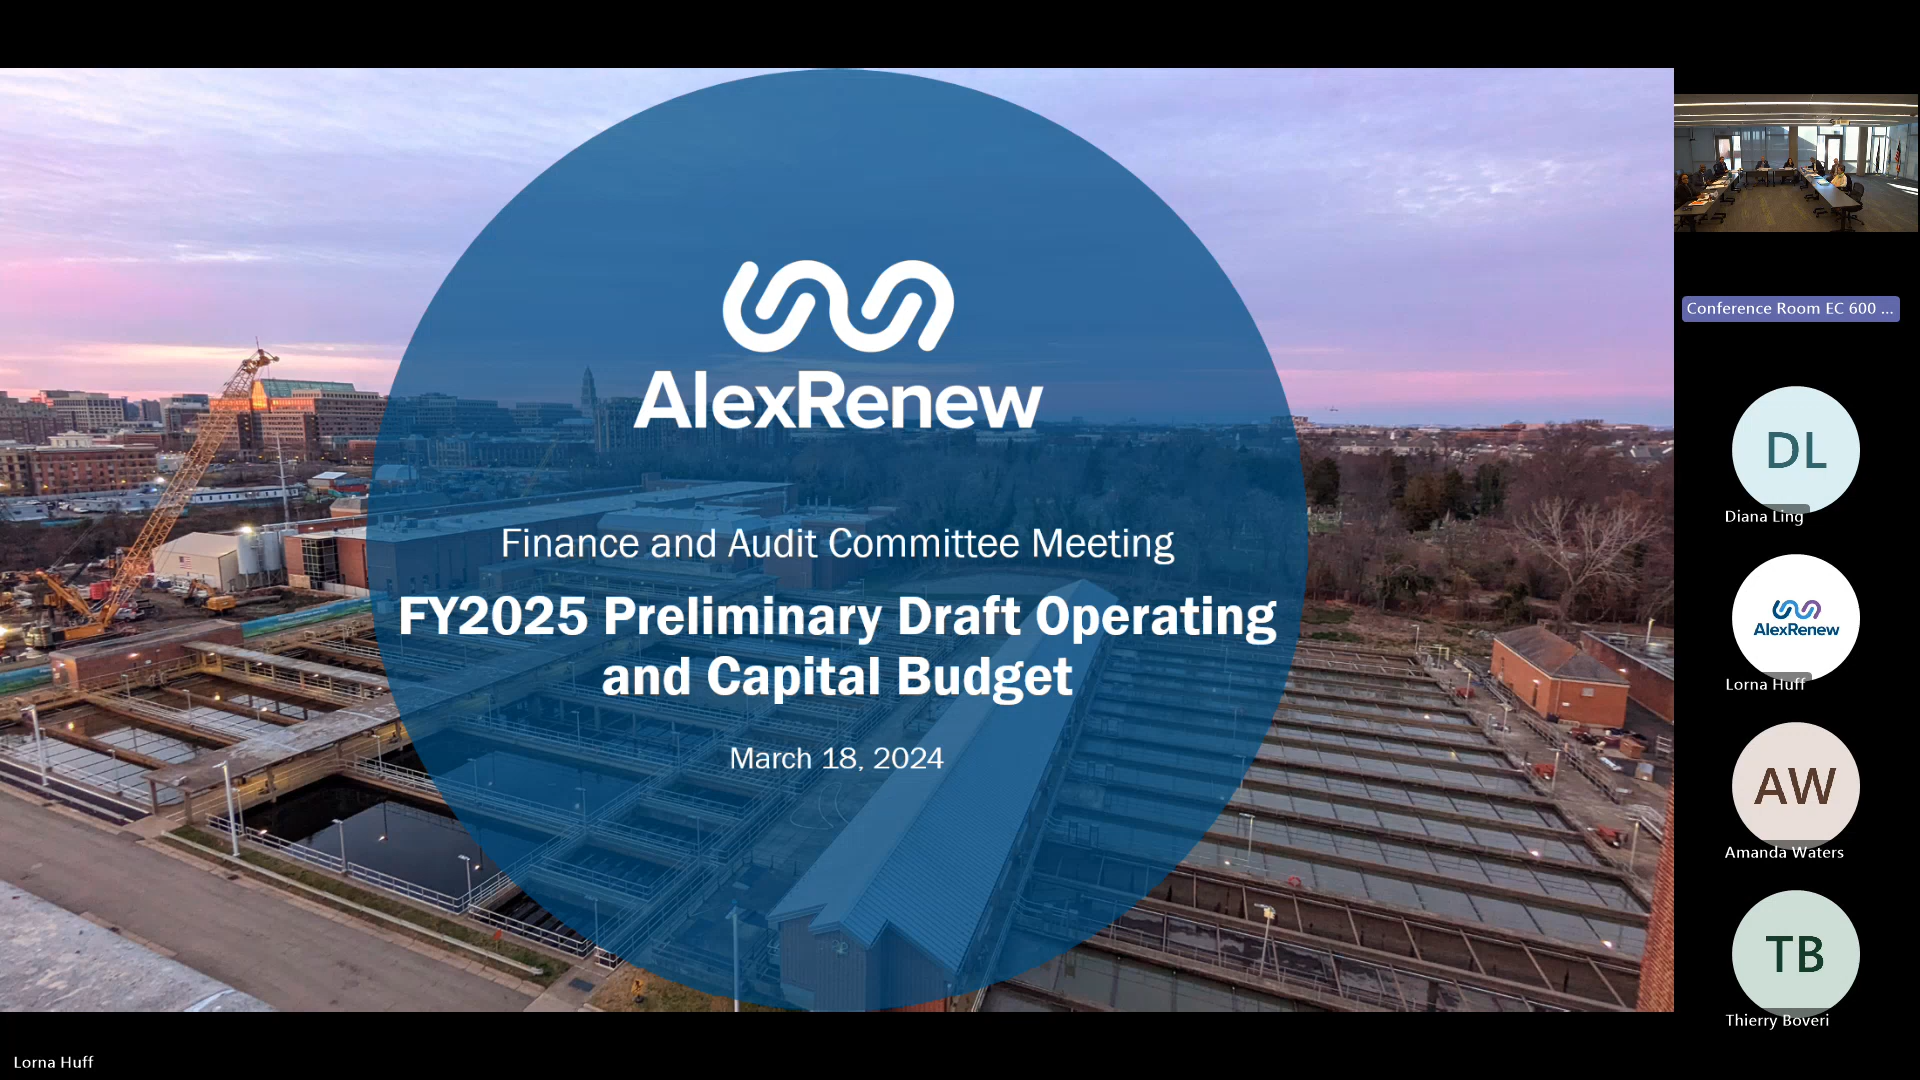 AlexRenew
Finance and Audit Committee Meeting
FY2025 Preliminary Draft Operating
and Capital Budget
March 18, 2024
Conference Room EC 600 ...
DL
Diana Ling
AlexRenew
Lorna Huff
AW
Amanda Waters
TB
Thierry Boveri
Lorna Huff